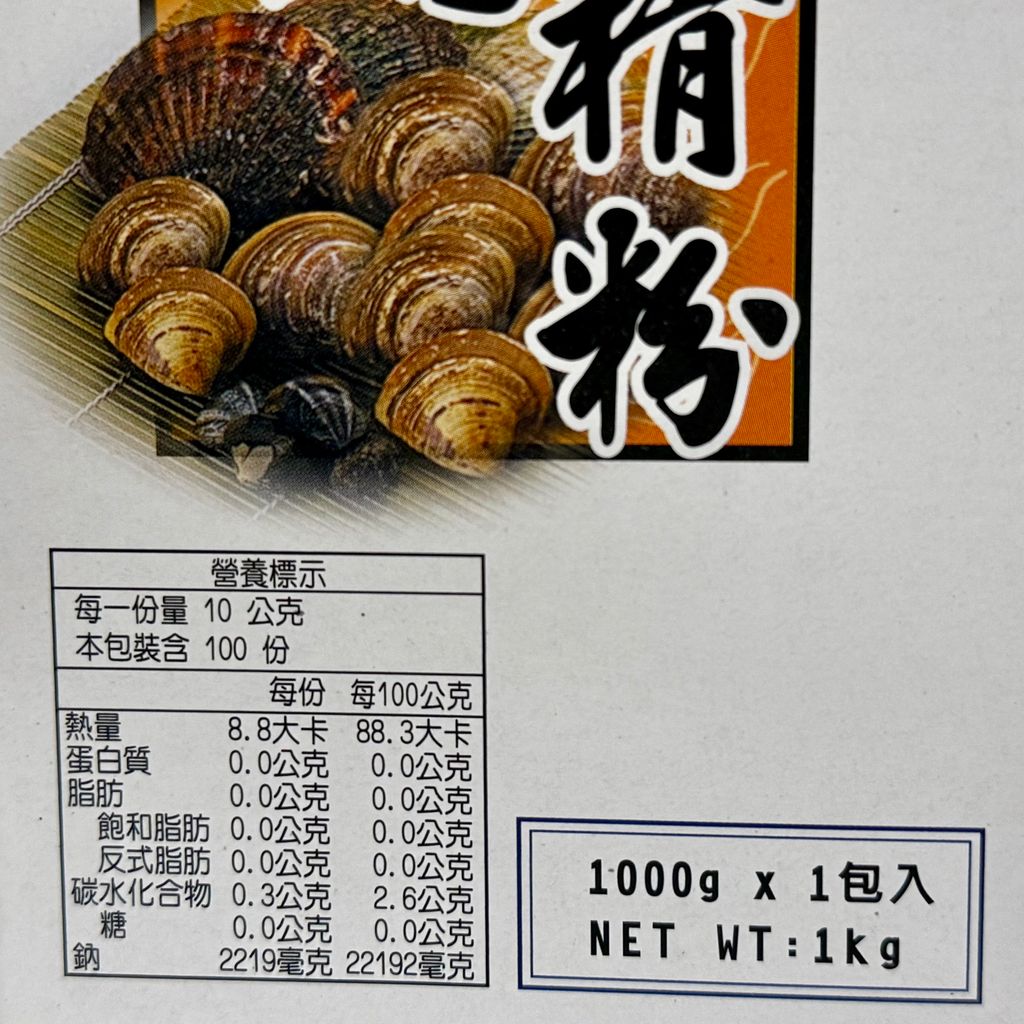 精
粉
營養標示
每一份量 10 公克
本包裝含 100 份
每份 每100公克
熱量 8.8大卡 88.3大卡
蛋白質 0.0公克 0.0公克
脂肪 0.0公克 0.0公克
飽和脂肪 0.0公克 0.0公克
反式脂肪 0.0公克 0.0公克
碳水化合物 0.3公克 2.6公克
糖 0.0公克 0.0公克
鈉 2219毫克 22192毫克
1000g x 1包入
NET WT:1kg